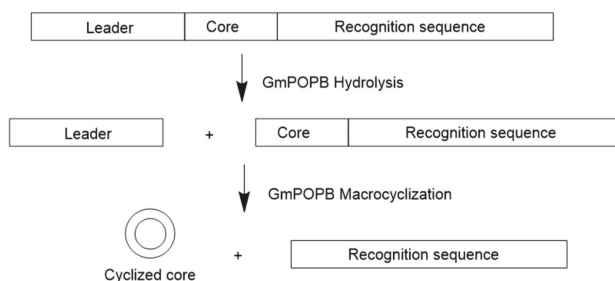 Leader Core Recognition sequence
GmPOPB Hydrolysis
Leader + Core Recognition sequence
GmPOPB Macrocyclization
+ Recognition sequence
Cyclized core